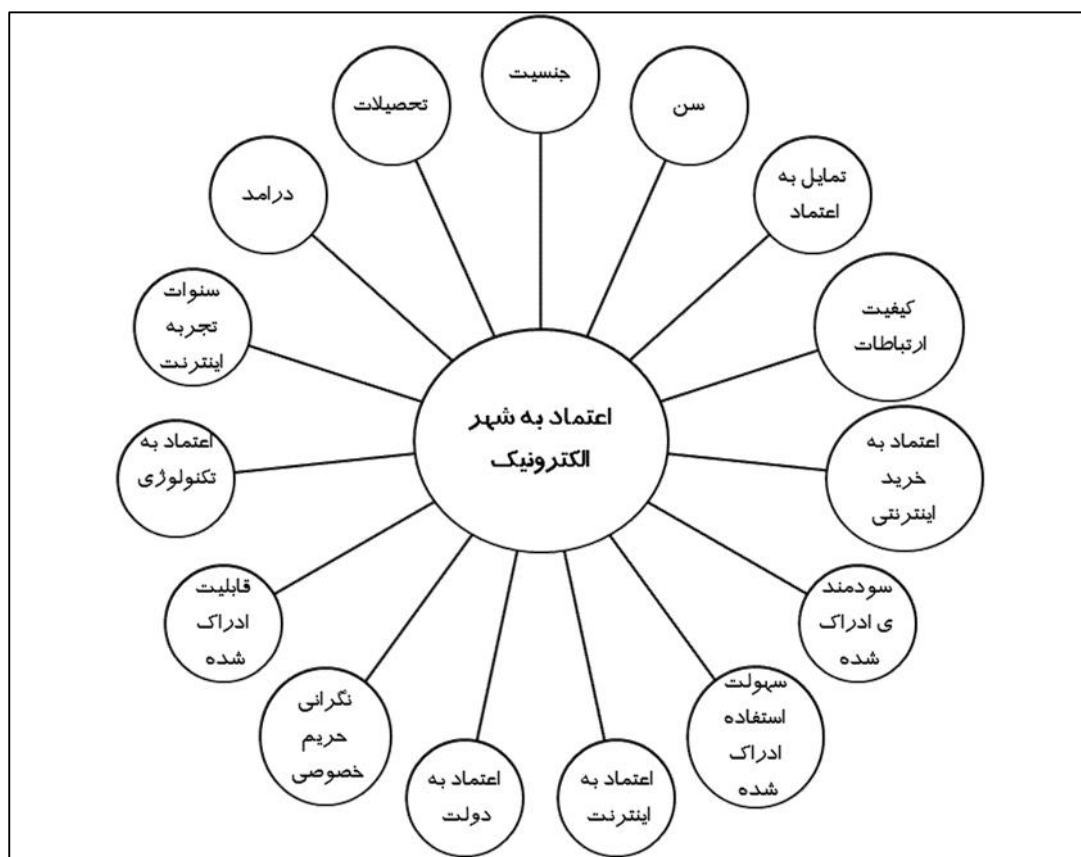 جنسیت
سن
تمایل به
اعتماد
کیفیت
ارتباطات
اعتماد به
خرید
اینترنتی
سودمند
ی ادراک
شده
سهولت
استفاده
ادراک
شده
اعتماد به
اینترنت
اعتماد به
دولت
نگرانی
حریم
خصوصی
قابلیت
ادراک
شده
اعتماد به
تکنولوژی
سنوات
تجربه
اینترنت
درامد
تحصیلات
اعتماد به شهر
الکترونیک